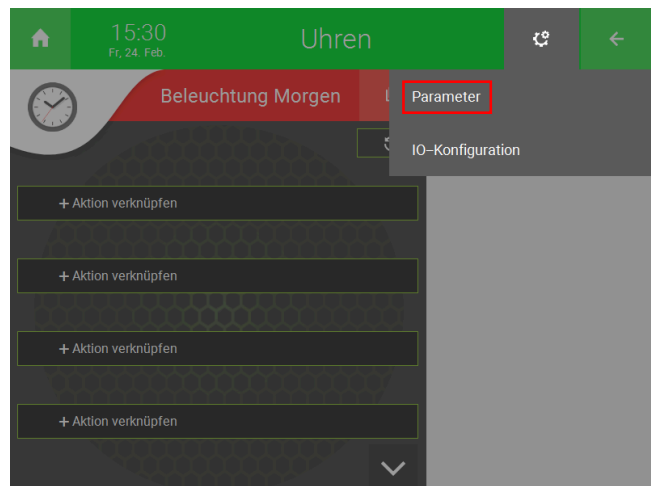 15:30
Fr, 24. Feb.
Uhren
Beleuchtung Morgen
Parameter
IO-Konfiguration
+ Aktion verknüpfen
+ Aktion verknüpfen
+ Aktion verknüpfen
+ Aktion verknüpfen